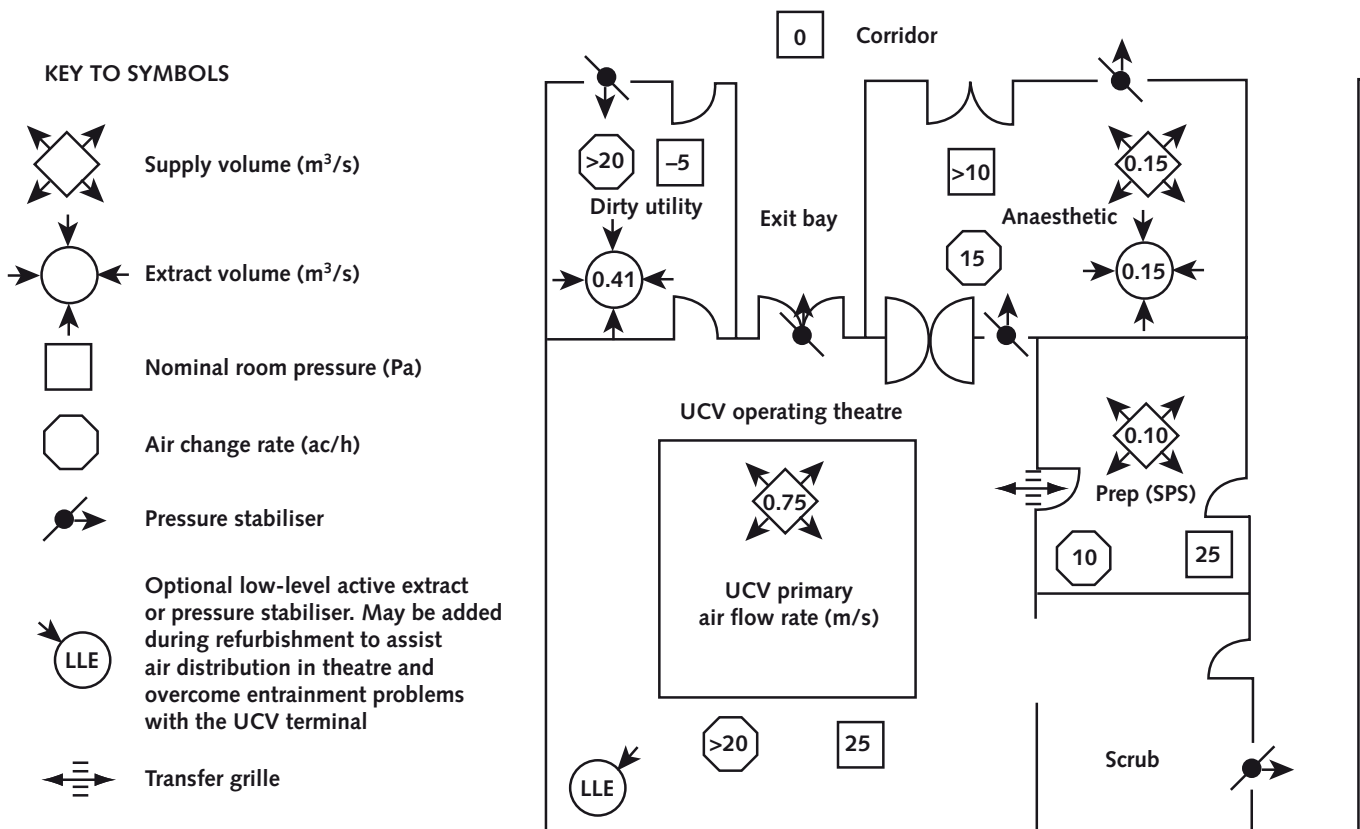 KEY TO SYMBOLS
Supply volume (m³/s)
Extract volume (m³/s)
Nominal room pressure (Pa)
Air change rate (ac/h)
Pressure stabiliser
Optional low-level active extract
or pressure stabiliser. May be added
during refurbishment to assist
air distribution in theatre and
overcome entrainment problems
with the UCV terminal
LLE
Transfer grille
0
Corridor
>20
–5
Dirty utility
0.41
Exit bay
>10
0.15
Anaesthetic
15
0.15
UCV operating theatre
0.75
UCV primary
air flow rate (m/s)
>20
25
LLE
0.10
Prep (SPS)
10
25
Scrub